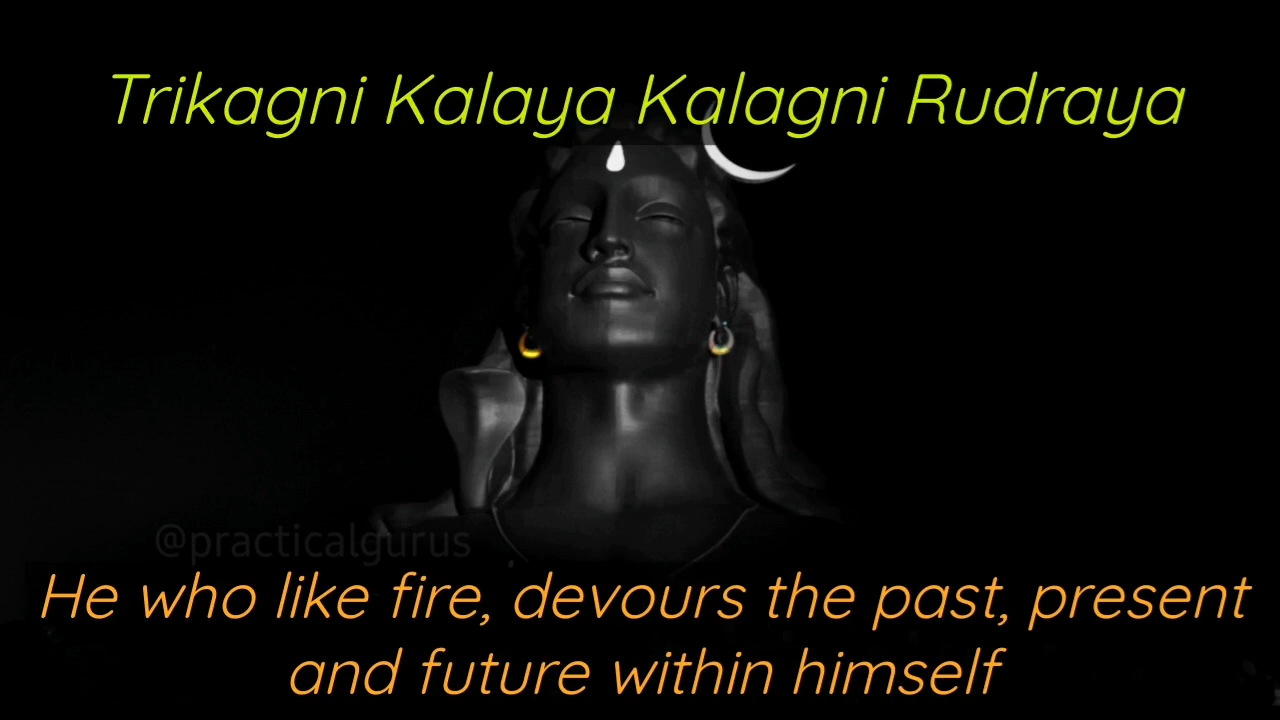 Trikagni Kalaya Kalagni Rudraya
@practicalgurus
He who like fire, devours the past, present
and future within himself